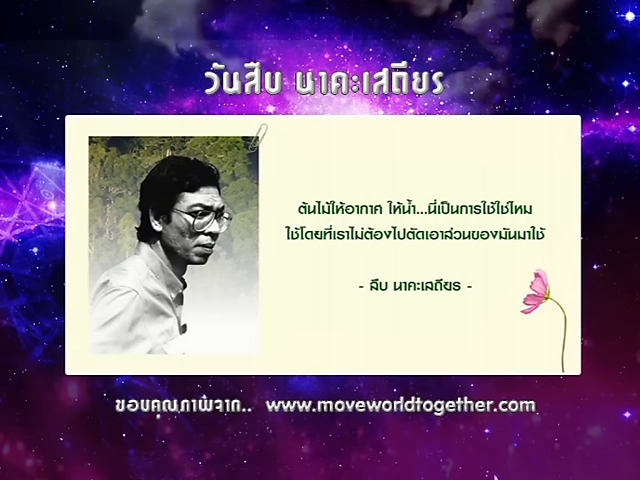 วันสืบ นาคะเสถียร
ต้นไม้ให้อากาศ ให้น้ำ...นี่เป็นการใช้ใช่ไหม
ใช้โดยที่เราไม่ต้องไปตัดเอาส่วนของมันมาใช้
- สืบ นาคะเสถียร -
ขอบคุณภาพจาก.. www.moveworldtogether.com